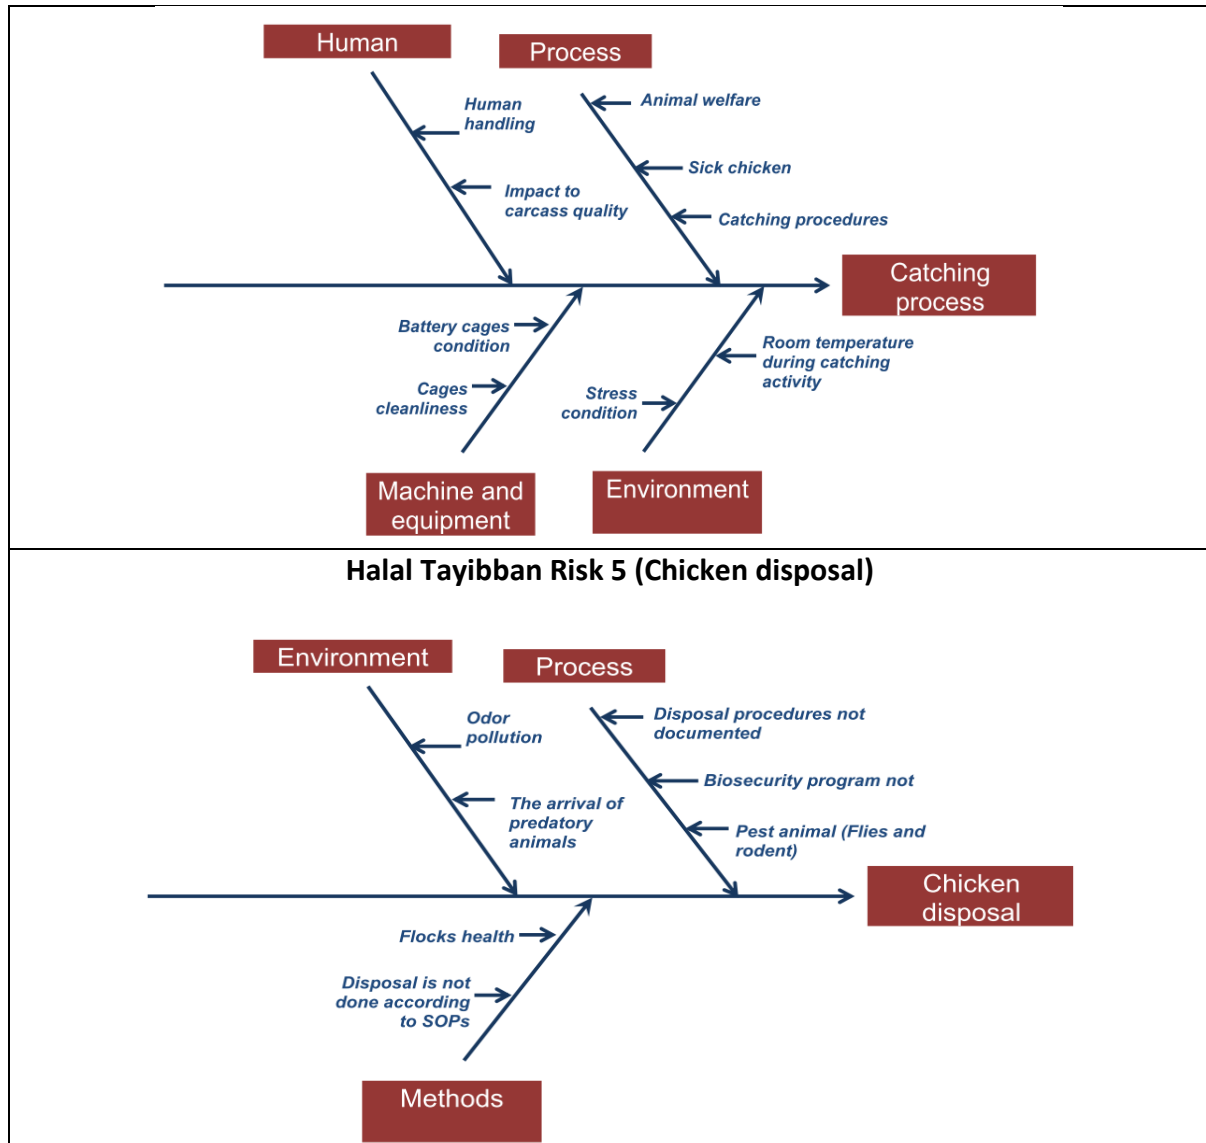 Human
Process
Human
handling
Impact to
carcass quality
Animal welfare
Sick chicken
Catching procedures
Catching
process
Battery cages
condition
Cages
cleanliness
Stress
condition
Room temperature
during catching
activity
Machine and
equipment
Environment
Halal Tayibban Risk 5 (Chicken disposal)
Environment
Process
Odor
pollution
The arrival of
predatory
animals
Disposal procedures not
documented
Biosecurity program not
Pest animal (Flies and
rodent)
Chicken
disposal
Flocks health
Disposal is not
done according
to SOPs
Methods